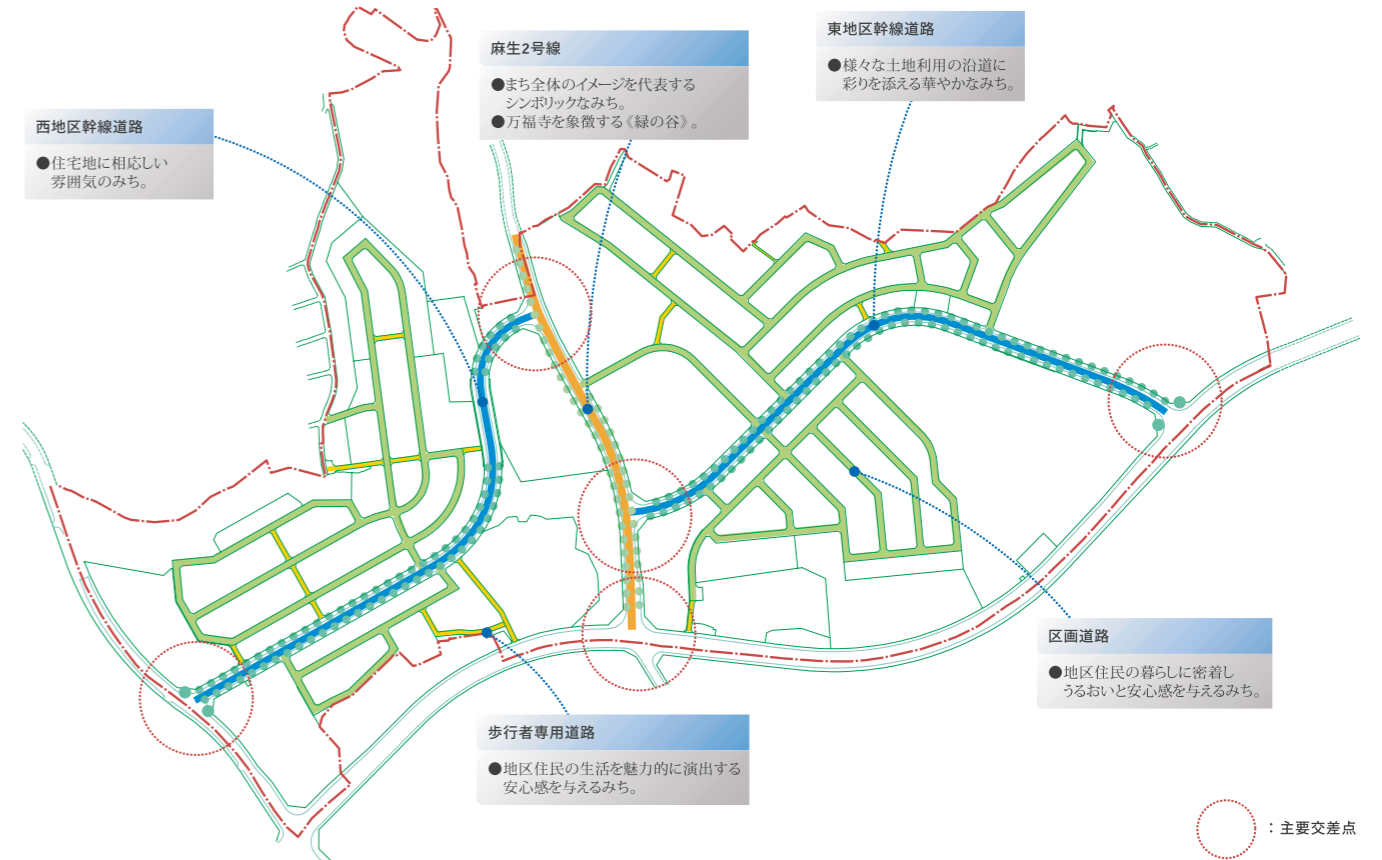 麻生2号線
●まち全体のイメージを代表する
シンボリックなみち。
●万福寺を象徴する《緑の谷》。
東地区幹線道路
●様々な土地利用の沿道に
彩りを添える華やかなみち。
西地区幹線道路
●住宅地に相応しい
雰囲気のみち。
区画道路
●地区住民の暮らしに密着し
うるおいと安心感を与えるみち。
歩行者専用道路
●地区住民の生活を魅力的に演出する
安心感を与えるみち。
：主要交差点